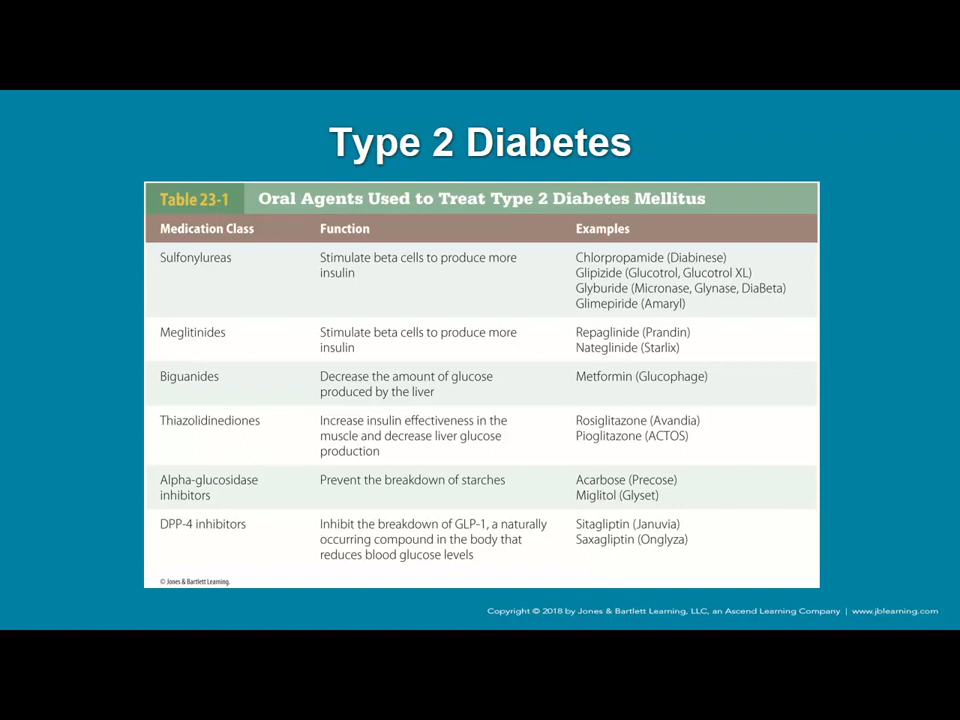 Type 2 Diabetes
Table 23-1 Oral Agents Used to Treat Type 2 Diabetes Mellitus
Medication Class Function Examples
Sulfonylureas Stimulate beta cells to produce more Chlorpropamide (Diabinese)
insulin Glipizide (Glucotrol, Glucotrol XL)
Glyburide (Micronase, Glynase, DiaBeta)
Glimepiride (Amaryl)
Meglitinides Stimulate beta cells to produce more Repaglinide (Prandin)
insulin Nateglinide (Starlix)
Biguanides Decrease the amount of glucose Metformin (Glucophage)
produced by the liver
Thiazolidinediones Increase insulin effectiveness in the Rosiglitazone (Avandia)
muscle and decrease liver glucose Pioglitazone (ACTOS)
production
Alpha-glucosidase Prevent the breakdown of starches Acarbose (Precose)
inhibitors Miglitol (Glyset)
DPP-4 inhibitors Inhibit the breakdown of GLP-1, a naturally Sitagliptin (Januvia)
occurring compound in the body that Saxagliptin (Onglyza)
reduces blood glucose levels
© Jones & Bartlett Learning.
Copyright © 2018 by Jones & Bartlett Learning, LLC, an Ascend Learning Company | www.jblearning.com